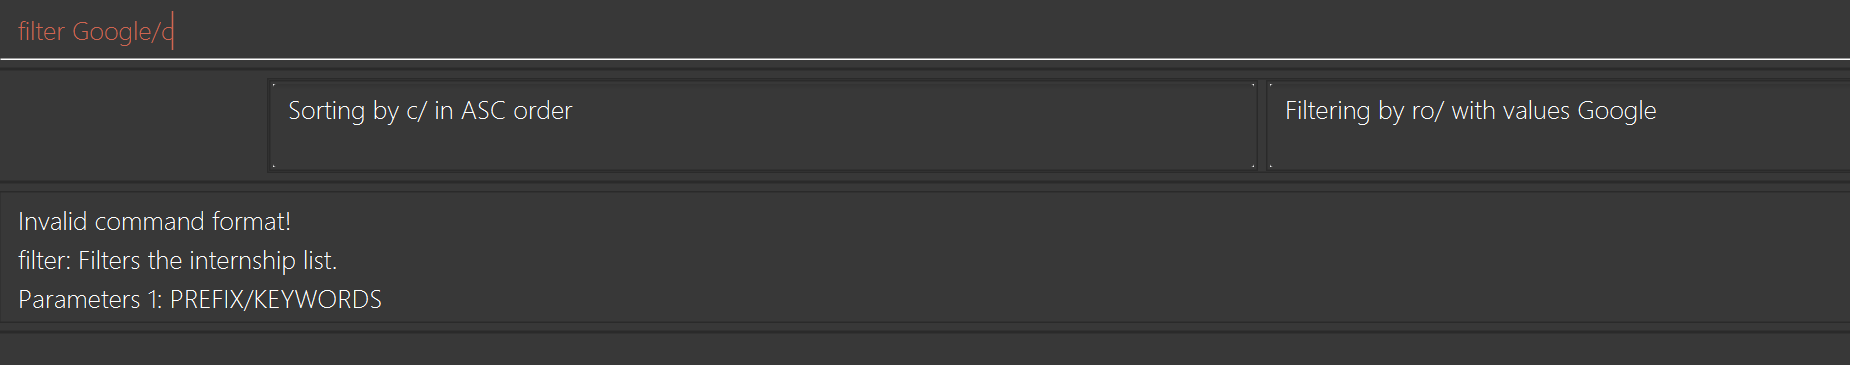 filter Google/c
Sorting by c/ in ASC order
Filtering by ro/ with values Google
Invalid command format!
filter: Filters the internship list.
Parameters 1: PREFIX/KEYWORDS